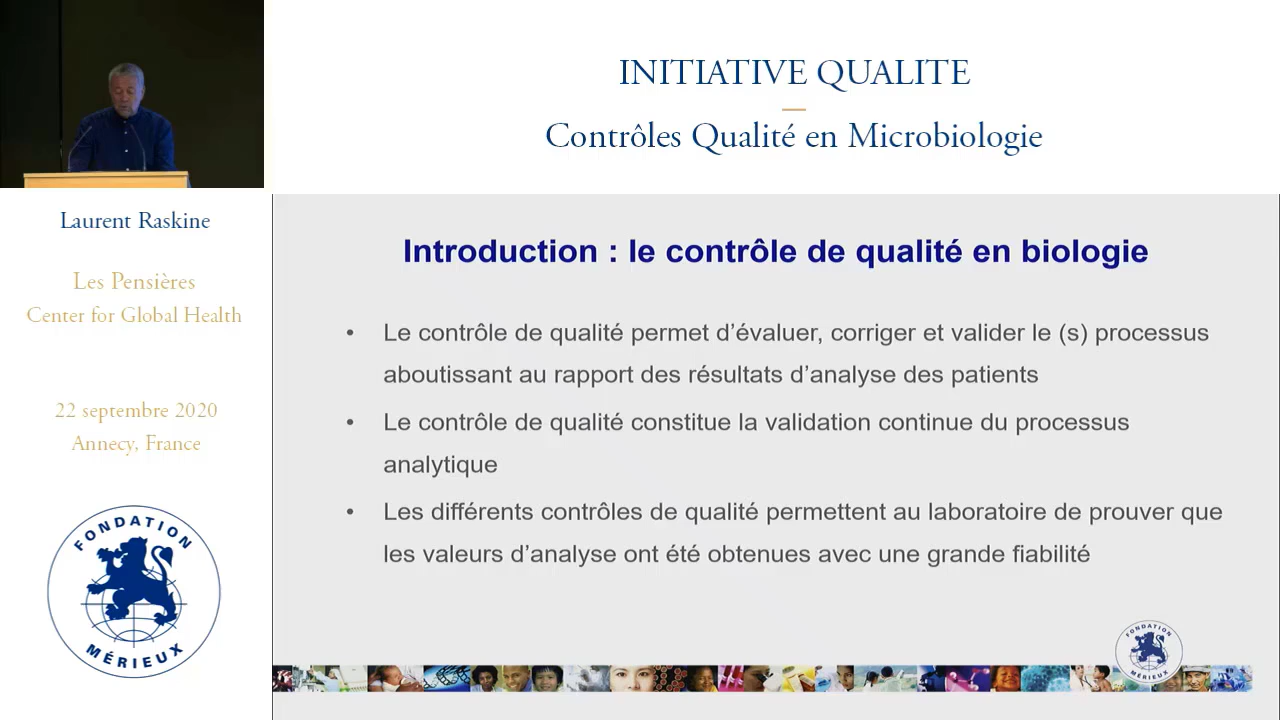 INITIATIVE QUALITE
Contrôles Qualité en Microbiologie
Laurent Raskine
Les Pensières
Center for Global Health
22 septembre 2020
Annecy, France
FONDATION
MÉRIEUX
Introduction : le contrôle de qualité en biologie
• Le contrôle de qualité permet d’évaluer, corriger et valider le (s) processus
aboutissant au rapport des résultats d’analyse des patients
• Le contrôle de qualité constitue la validation continue du processus
analytique
• Les différents contrôles de qualité permettent au laboratoire de prouver que
les valeurs d’analyse ont été obtenues avec une grande fiabilité
FONDATION
MÉRIEUX